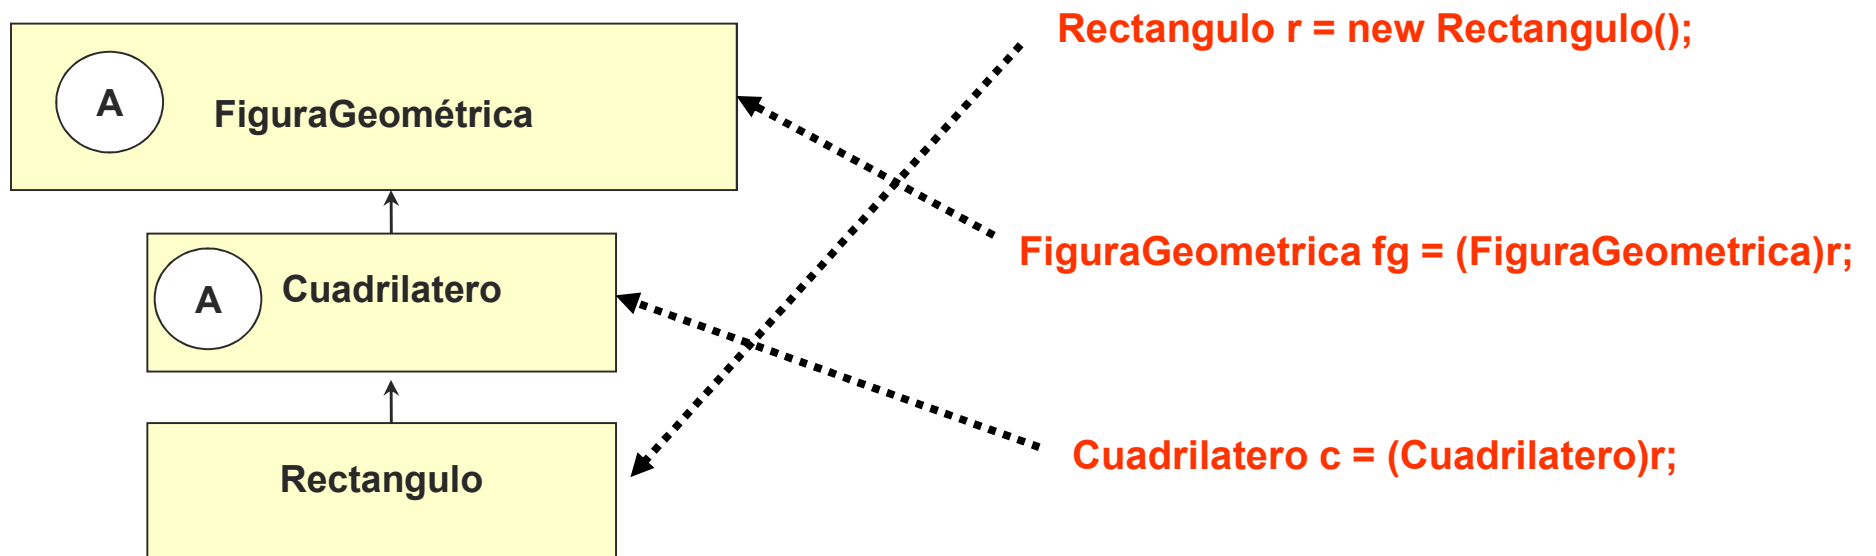 Rectangulo r = new Rectangulo();
A
FiguraGeométrica
FiguraGeometrica fg = (FiguraGeometrica)r;
A
Cuadrilatero
Cuadrilatero c = (Cuadrilatero)r;
Rectangulo